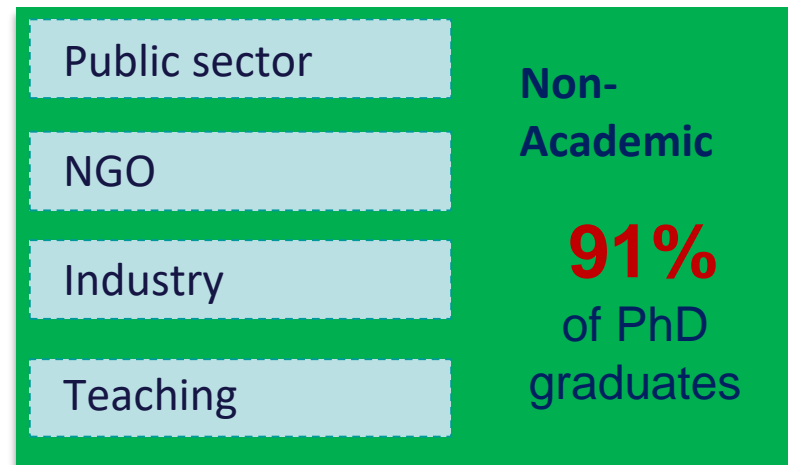 Public sector
NGO
Industry
Teaching
Non-
Academic
91%
of PhD
graduates